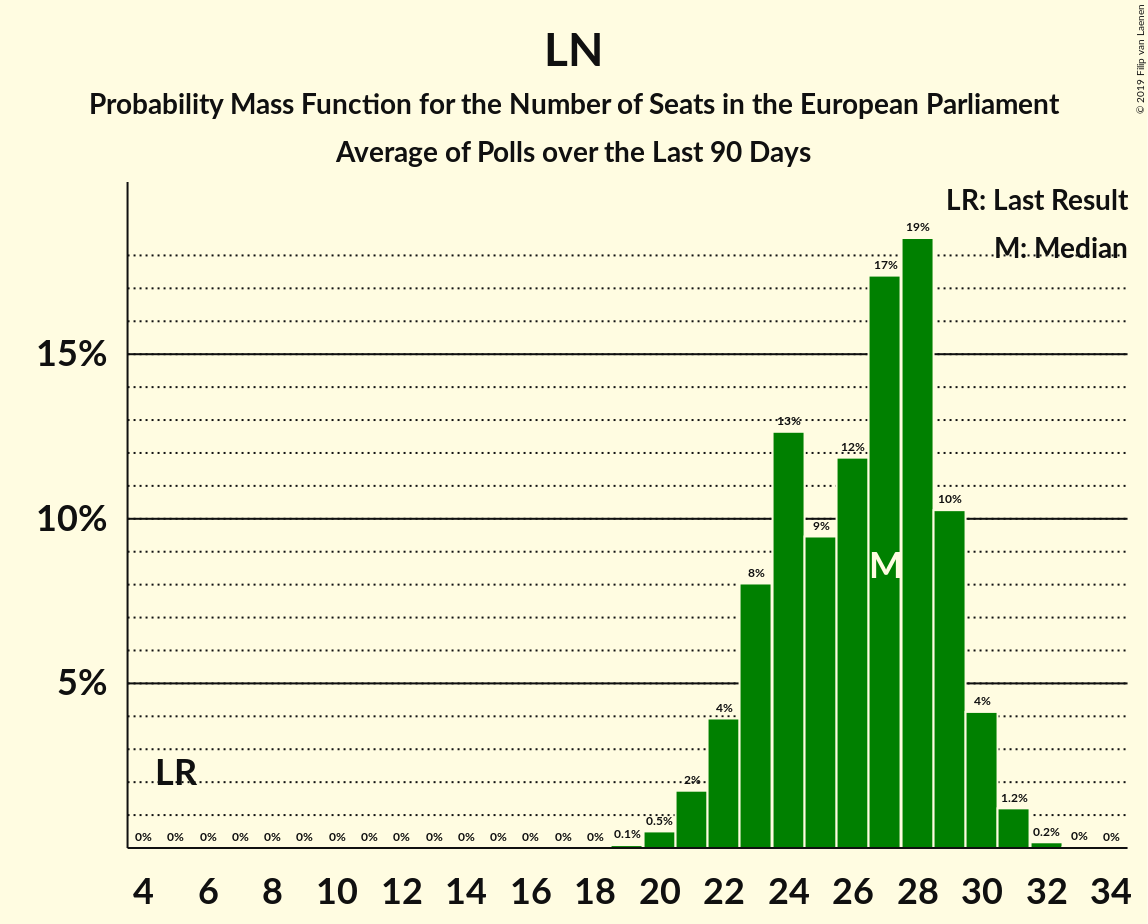 LN
Probability Mass Function for the Number of Seats in the European Parliament
Average of Polls over the Last 90 Days
© 2019 Filip van Laenen
LR: Last Result
M: Median
19%
17%
15%
13%
12%
10%
10%
9%
M
8%
5%
4%
4%
LR
2%
1.2%
0% 0% 0% 0% 0% 0% 0% 0% 0% 0% 0% 0% 0% 0% 0% 0.1% 0.5% 0.2% 0% 0%
4 6 8 10 12 14 16 18 20 22 24 26 28 30 32 34